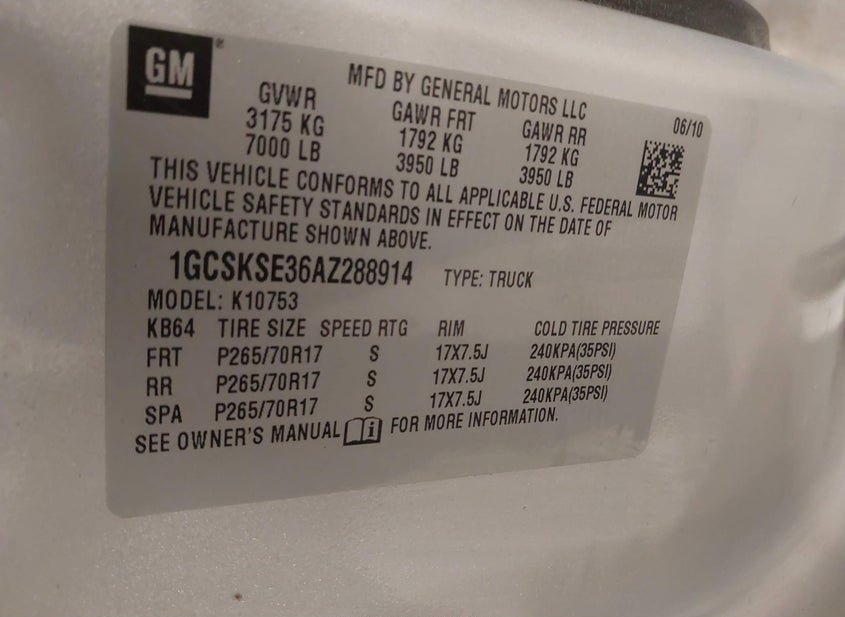 GM
MFD BY GENERAL MOTORS LLC
06/10
GVWR GAWR FRT GAWR RR
3175 KG 1792 KG 1792 KG
7000 LB 3950 LB 3950 LB
THIS VEHICLE CONFORMS TO ALL APPLICABLE U.S. FEDERAL MOTOR
VEHICLE SAFETY STANDARDS IN EFFECT ON THE DATE OF
MANUFACTURE SHOWN ABOVE.
1GCSKSE36AZ288914 TYPE: TRUCK
MODEL: K10753
KB64 TIRE SIZE SPEED RTG RIM COLD TIRE PRESSURE
FRT P265/70R17 S 17X7.5J 240KPA(35PSI)
RR P265/70R17 S 17X7.5J 240KPA(35PSI)
SPA P265/70R17 S 17X7.5J 240KPA(35PSI)
SEE OWNER'S MANUAL i FOR MORE INFORMATION.